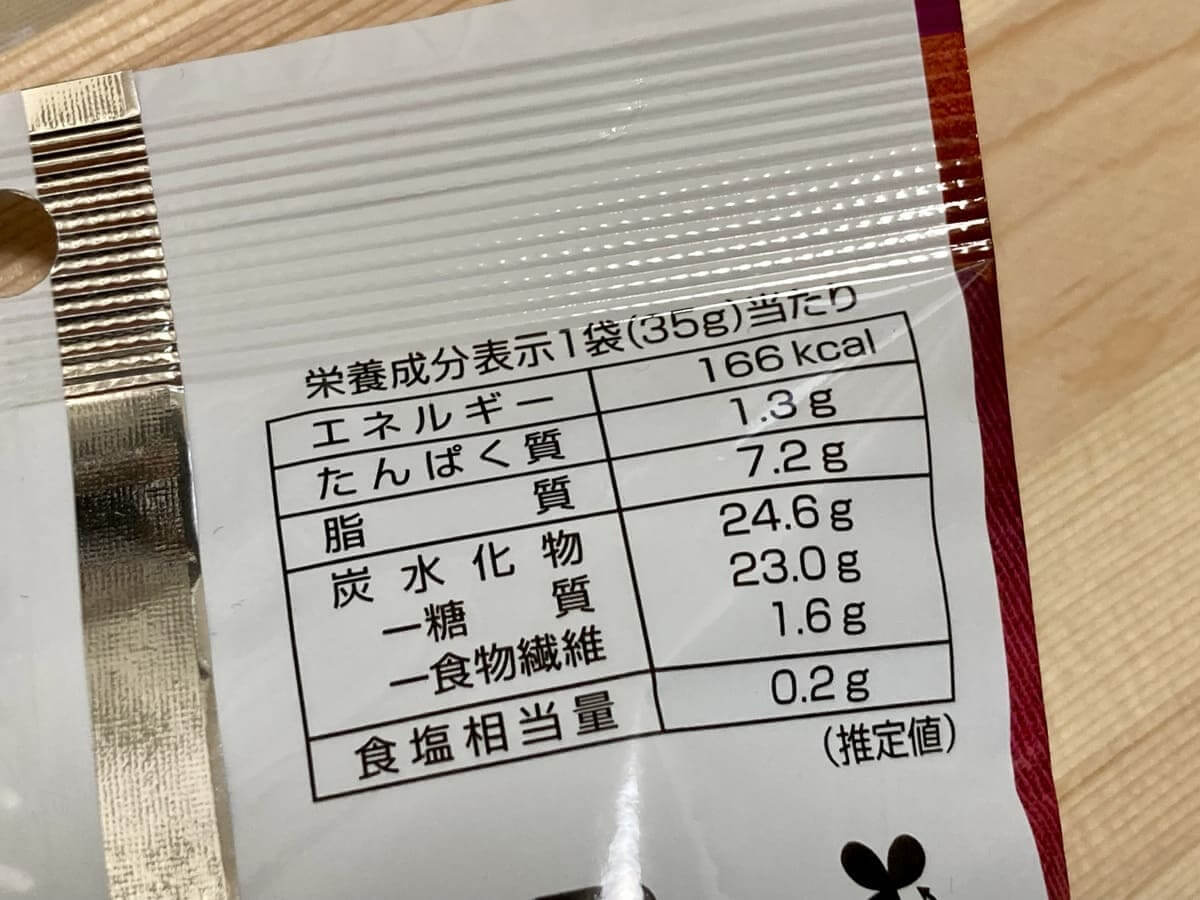 栄養成分表示1袋(35g)当たり
エネルギー 166kcal
たんぱく質 1.3g
脂質 7.2g
炭水化物 24.6g
ー糖質 23.0g
ー食物繊維 1.6g
食塩相当量 0.2g
(推定値)